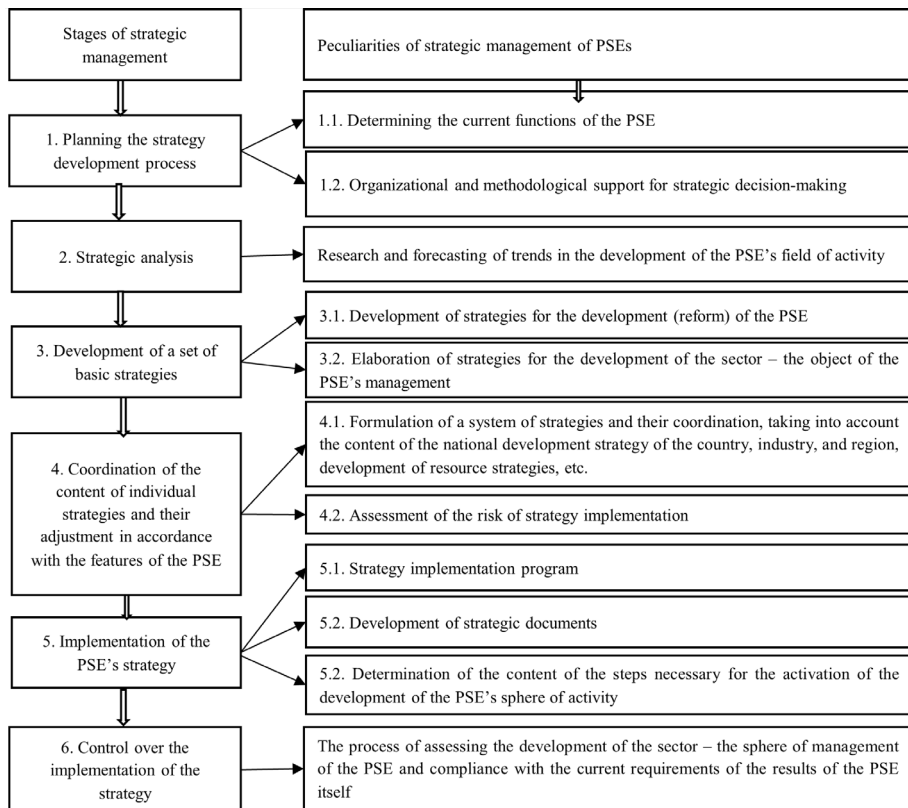 Stages of strategic
management
Peculiarities of strategic management of PSEs
1. Planning the strategy
development process
1.1. Determining the current functions of the PSE
1.2. Organizational and methodological support for strategic decision-making
2. Strategic analysis
Research and forecasting of trends in the development of the PSE’s field of activity
3. Development of a set of
basic strategies
3.1. Development of strategies for the development (reform) of the PSE
3.2. Elaboration of strategies for the development of the sector – the object of the
PSE’s management
4. Coordination of the
content of individual
strategies and their
adjustment in accordance
with the features of the PSE
4.1. Formulation of a system of strategies and their coordination, taking into account
the content of the national development strategy of the country, industry, and region,
development of resource strategies, etc.
4.2. Assessment of the risk of strategy implementation
5. Implementation of the
PSE’s strategy
5.1. Strategy implementation program
5.2. Development of strategic documents
5.2. Determination of the content of the steps necessary for the activation of the
development of the PSE’s sphere of activity
6. Control over the
implementation of the
strategy
The process of assessing the development of the sector – the sphere of management
of the PSE and compliance with the current requirements of the results of the PSE
itself